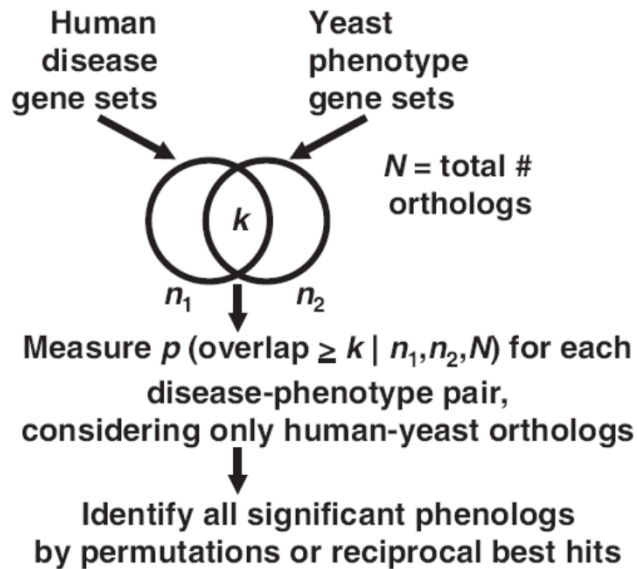 Human
disease
gene sets
Yeast
phenotype
gene sets
N = total #
orthologs
k
n1
n2
Measure p (overlap ≥ k | n1,n2,N) for each
disease-phenotype pair,
considering only human-yeast orthologs
Identify all significant phenologs
by permutations or reciprocal best hits